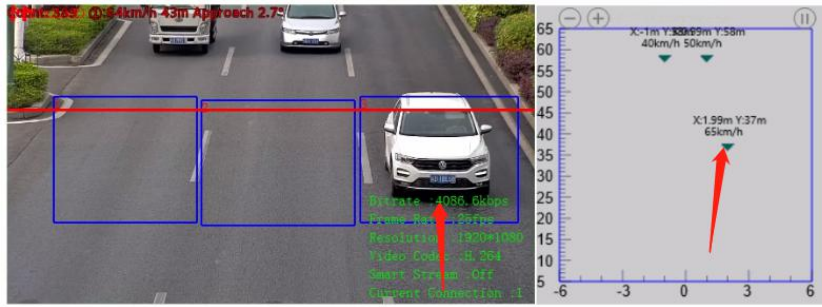 @:64km/h 43m Approach 2.7°
1
2
3
Bitrate :4086.6kbps
Frame Rate :25fps
Resolution :1920*1080
Video Codec :H.264
Smart Stream :Off
Current Connection :1
X:-1m
Y:58m
40km/h 50km/h
X:1.99m Y:37m
65km/h
65
60
55
50
45
40
35
30
25
20
15
10
5
-6
-3
0
3
6